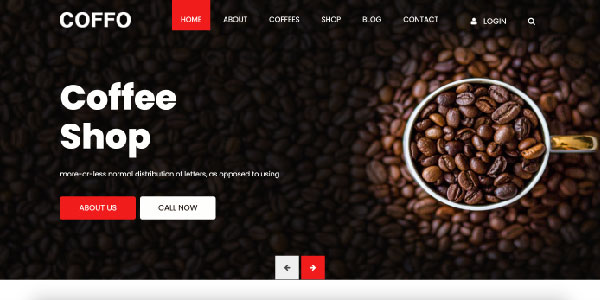 COFFO
HOME ABOUT COFFEES SHOP BLOG CONTACT LOGIN
Coffee
Shop
more-or-less normal distribution of letters, as opposed to using
ABOUT US CALL NOW